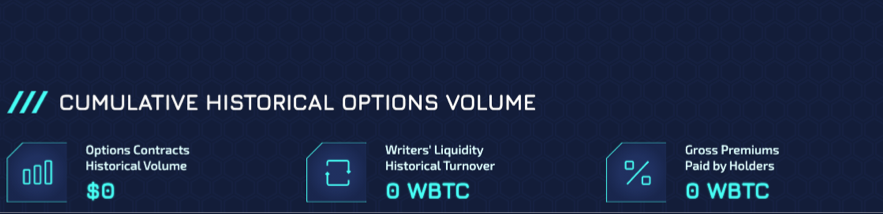 /// CUMULATIVE HISTORICAL OPTIONS VOLUME
Options Contracts
Historical Volume
$0
Writers' Liquidity
Historical Turnover
0 WBTC
Gross Premiums
Paid by Holders
0 WBTC